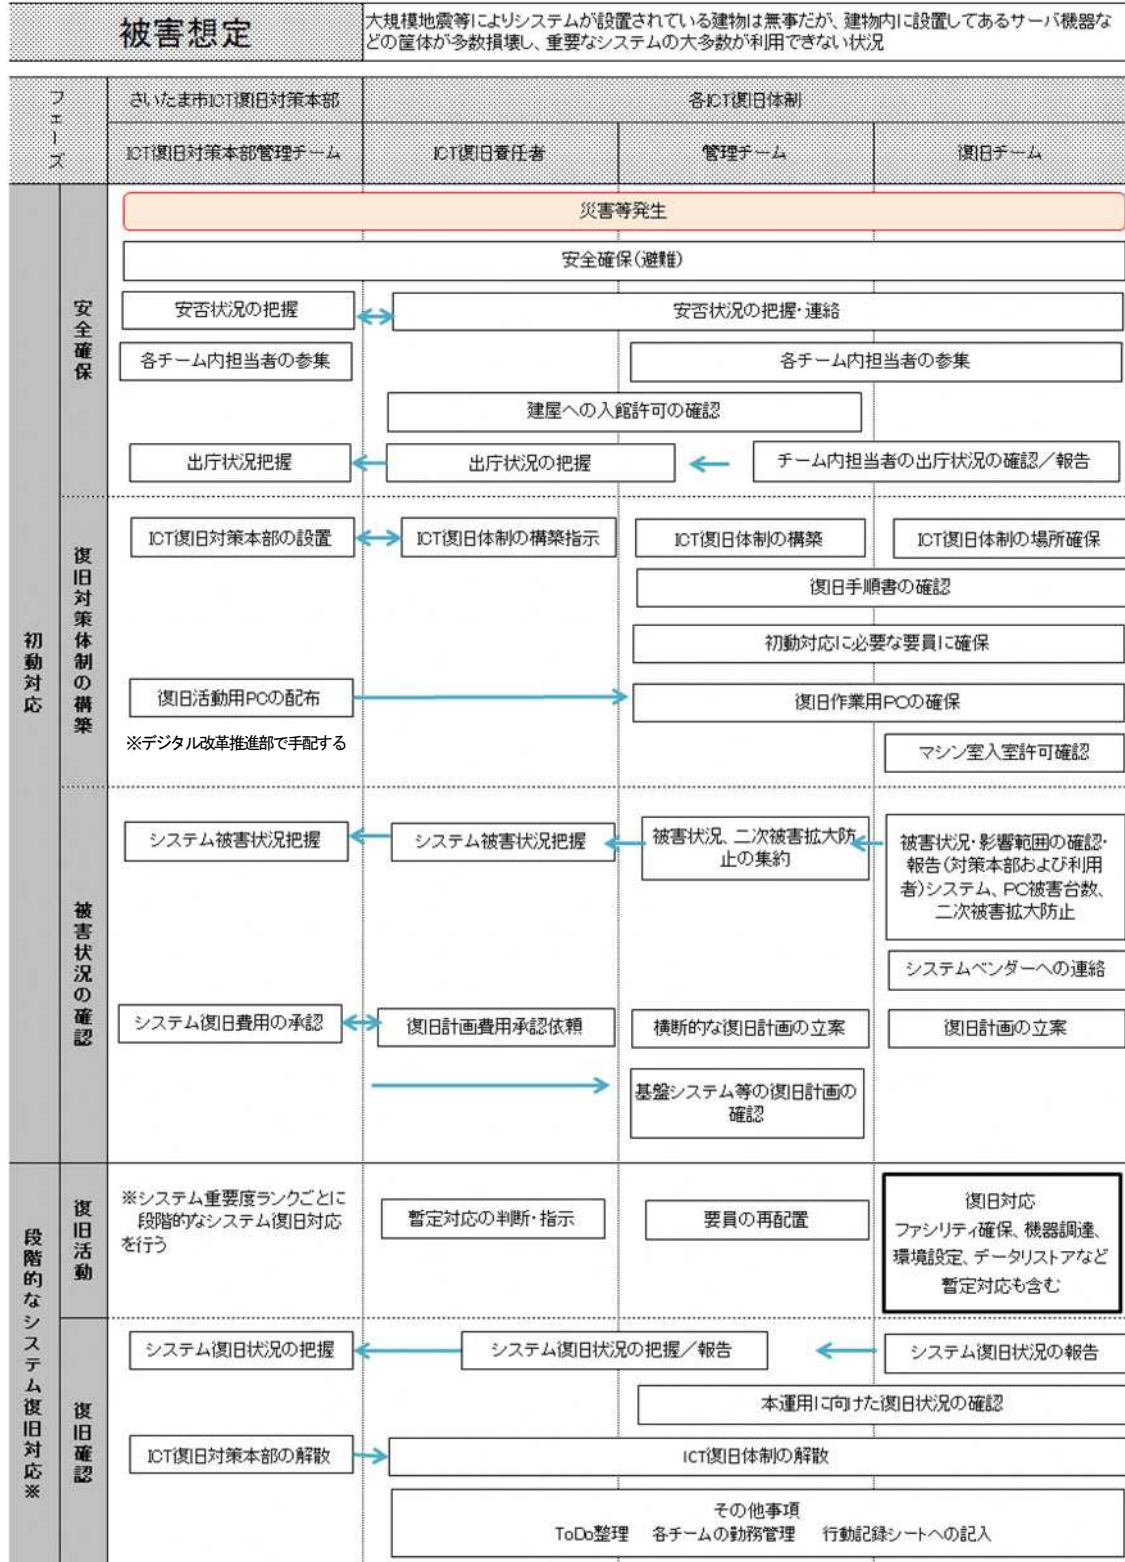 被害想定
大規模地震等によりシステムが設置されている建物は無事だが、建物内に設置してあるサーバ機器な
どの筐体が多数損壊し、重要なシステムの大多数が利用できない状況
フェーズ
さいたま市ICT復旧対策本部
各ICT復旧体制
ICT復旧対策本部管理チーム
ICT復旧責任者
管理チーム
復旧チーム
初動対応
安全確保
災害等発生
安全確保(避難)
安否状況の把握
安否状況の把握・連絡
各チーム内担当者の参集
各チーム内担当者の参集
建屋への入館許可の確認
出庁状況把握
出庁状況の把握
チーム内担当者の出庁状況の確認／報告
復旧対策体制の構築
ICT復旧対策本部の設置
ICT復旧体制の構築指示
ICT復旧体制の構築
ICT復旧体制の場所確保
復旧手順書の確認
初動対応に必要な要員に確保
復旧活動用PCの配布
復旧作業用PCの確保
※デジタル改革推進部で手配する
マシン室入室許可確認
被害状況の確認
システム被害状況把握
システム被害状況把握
被害状況、二次被害拡大防
止の集約
被害状況・影響範囲の確認・
報告(対策本部および利用
者)システム、PC被害台数、
二次被害拡大防止
システムベンダーへの連絡
システム復旧費用の承認
復旧計画費用承認依頼
横断的な復旧計画の立案
復旧計画の立案
基盤システム等の復旧計画の
確認
段階的なシステム復旧対応※
復旧活動
※システム重要度ランクごとに
段階的なシステム復旧対応
を行う
暫定対応の判断・指示
要員の再配置
復旧対応
ファシリティ確保、機器調達、
環境設定、データリストアなど
暫定対応も含む
復旧確認
システム復旧状況の把握
システム復旧状況の把握／報告
システム復旧状況の報告
本運用に向けた復旧状況の確認
ICT復旧対策本部の解散
ICT復旧体制の解散
その他事項
ToDo整理　各チームの勤務管理　行動記録シートへの記入